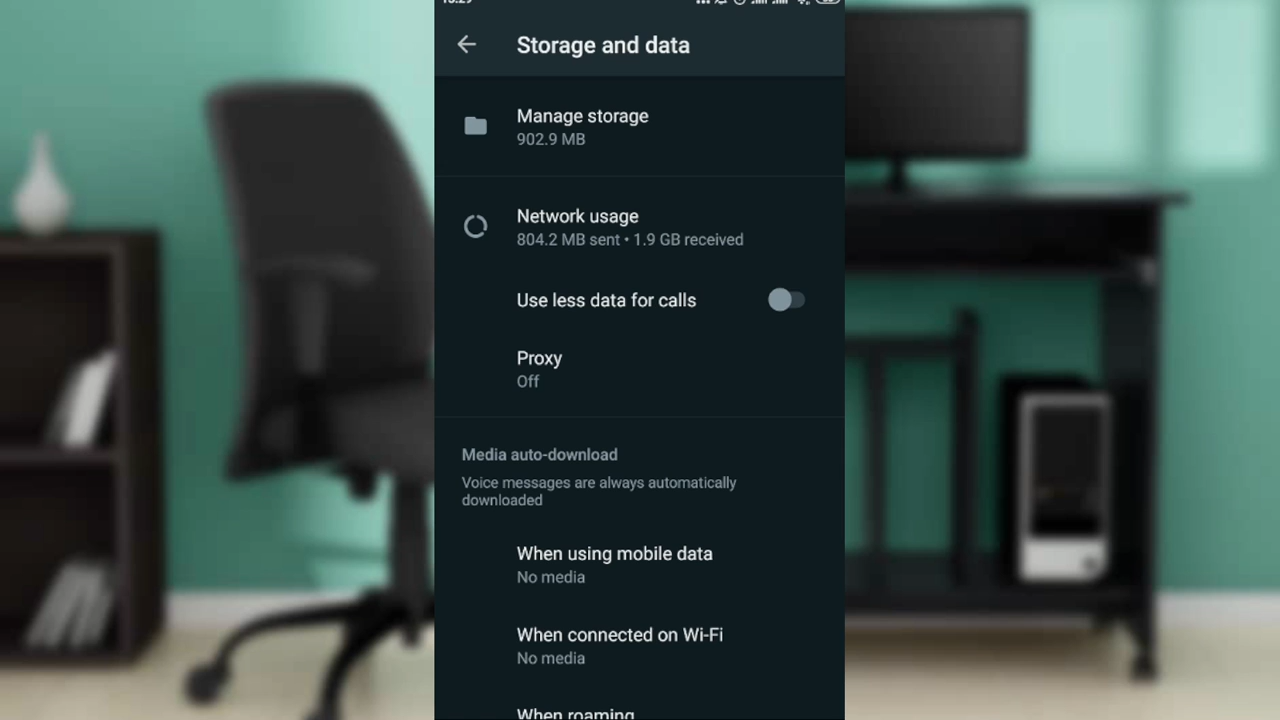 Storage and data
Manage storage
902.9 MB
Network usage
804.2 MB sent • 1.9 GB received
Use less data for calls
Proxy
Off
Media auto-download
Voice messages are always automatically
downloaded
When using mobile data
No media
When connected on Wi-Fi
No media
When roaming